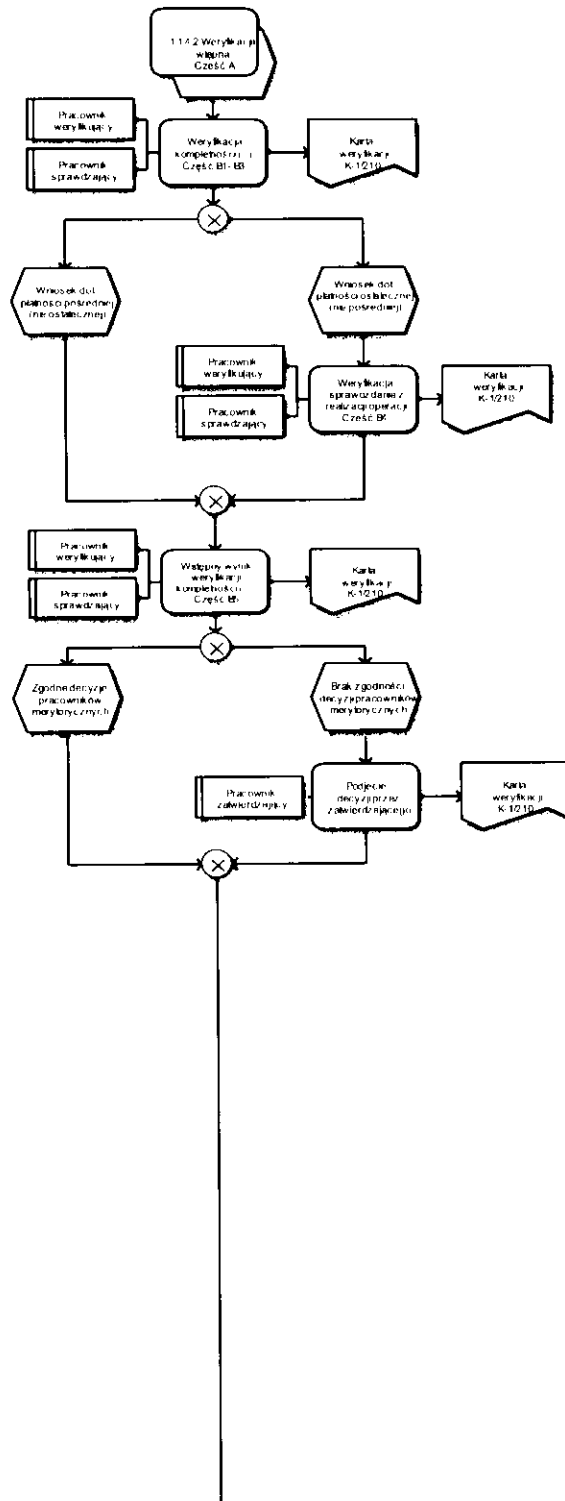 1.1.4.2 Weryfikacja
wstępna
Część A
Pracownik
weryfikujący
Pracownik
sprawdzający
Weryfikacja
kompletności
Część B1- B3
Karta
weryfikacji
K-1/210
Wniosek dot
płatności pośredniej
(nie ostatecznej)
Wniosek dot
płatności ostatecznej
(nie pośredniej)
Pracownik
weryfikujący
Pracownik
sprawdzający
Weryfikacja
sprawozdania z
realizacji operacji
Część B4
Karta
weryfikacji
K-1/210
Pracownik
weryfikujący
Pracownik
sprawdzający
Wstępny wynik
weryfikacji
kompletności
Część B5
Karta
weryfikacji
K-1/210
Zgodne decyzje
pracowników
merytorycznych
Brak zgodności
decyzji pracowników
merytorycznych
Pracownik
zatwierdzający
Podjęcie
decyzji przez
zatwierdzającego
Karta
weryfikacji
K-1/210